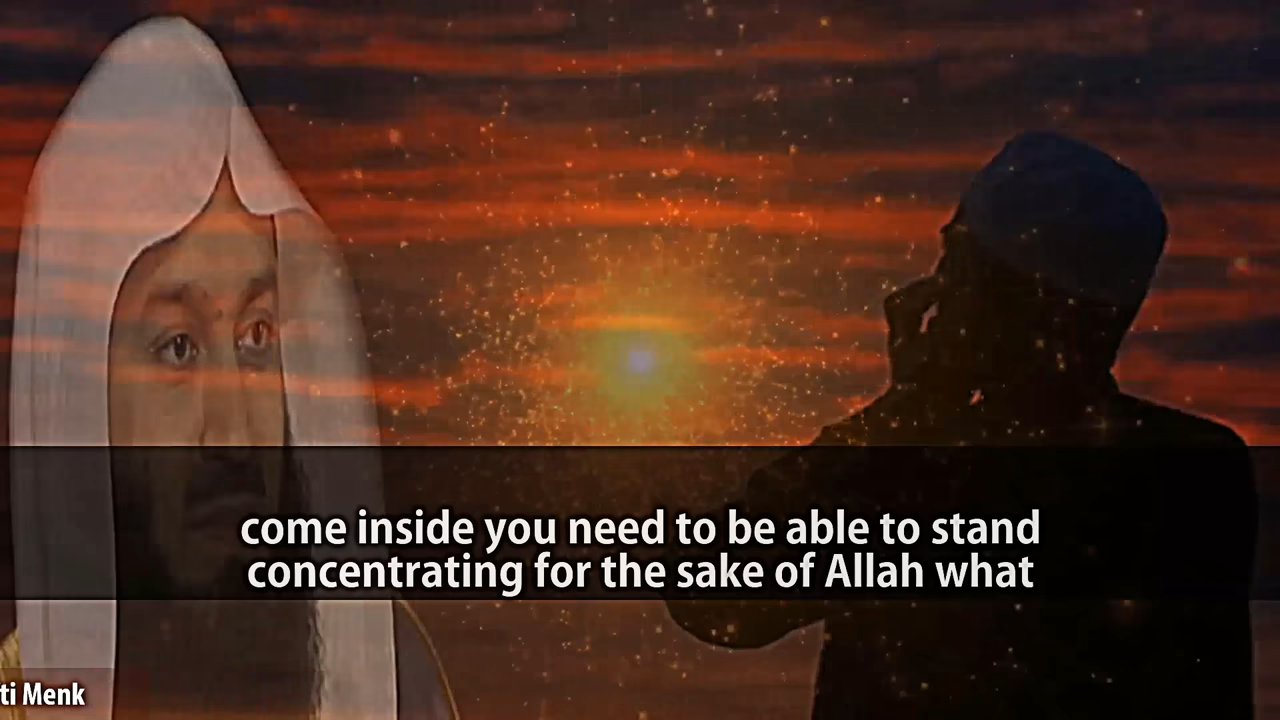 come inside you need to be able to stand
concentrating for the sake of Allah what
ti Menk